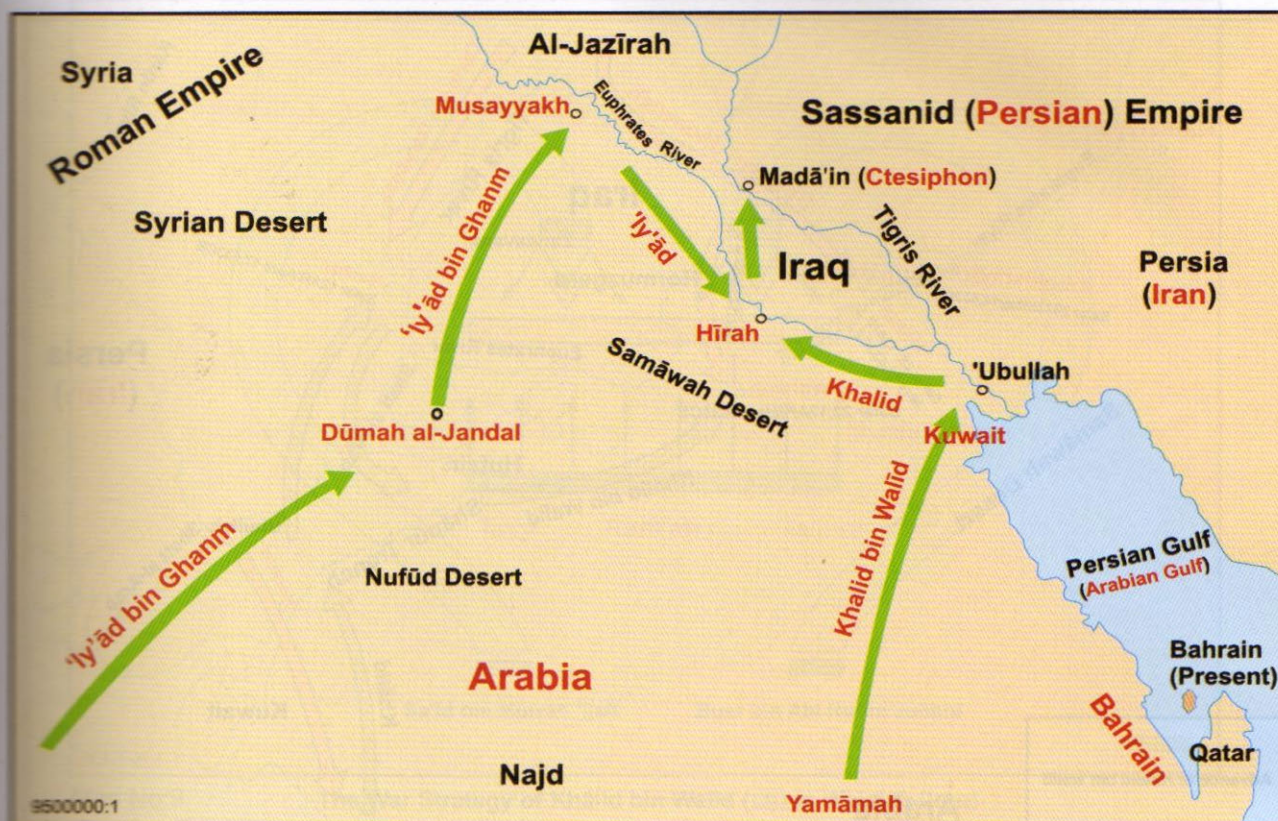 Al-Jazīrah
Syria
Roman Empire
Musayyakh
Euphrates River
Sassanid (Persian) Empire
Madā'in (Ctesiphon)
Syrian Desert
'Iy'ād bin Ghanm
'Iy'ād
Iraq
Tigris River
Persia
(Iran)
Hīrah
Samāwah Desert
Khalid
'Ubullah
Dūmah al-Jandal
Kuwait
'Iy'ād bin Ghanm
Khalid bin Walīd
Nufūd Desert
Persian Gulf
(Arabian Gulf)
Arabia
Bahrain
(Present)
Bahrain
Qatar
Najd
Yamāmah
9500000:1